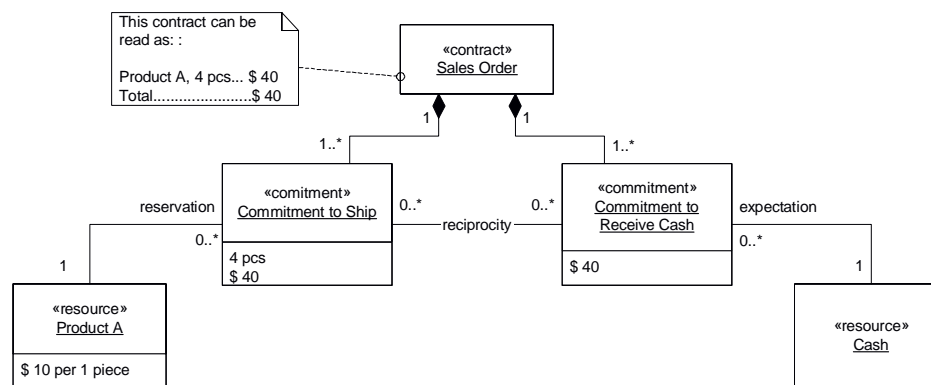 This contract can be
read as: :
Product A, 4 pcs... $ 40
Total......................$ 40
«contract»
Sales Order
1
1
1..*
1..*
«comitment»
Commitment to Ship
4 pcs
$ 40
0..*
reciprocity
0..*
«commitment»
Commitment to
Receive Cash
$ 40
reservation
0..*
expectation
0..*
1
1
«resource»
Product A
$ 10 per 1 piece
«resource»
Cash